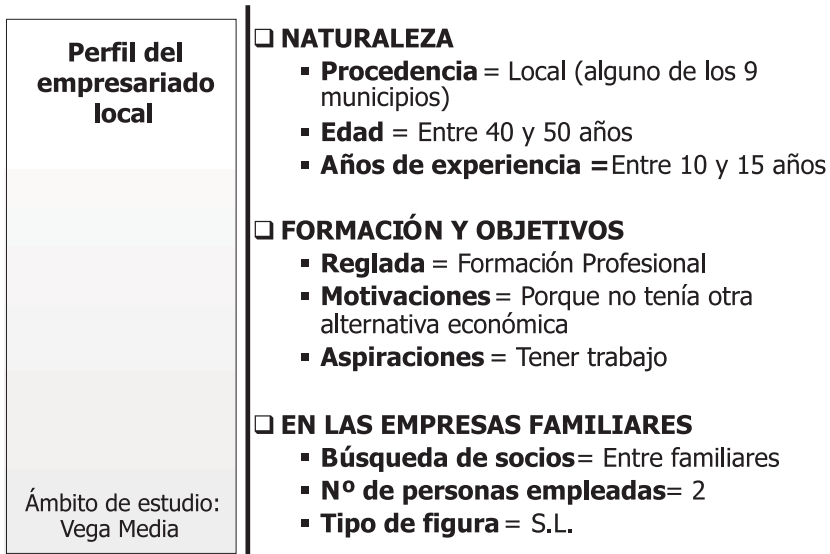 Perfil del
empresariado
local
Ámbito de estudio:
Vega Media
❑ NATURALEZA
▪ Procedencia = Local (alguno de los 9
municipios)
▪ Edad = Entre 40 y 50 años
▪ Años de experiencia =Entre 10 y 15 años
❑ FORMACIÓN Y OBJETIVOS
▪ Reglada = Formación Profesional
▪ Motivaciones = Porque no tenía otra
alternativa económica
▪ Aspiraciones = Tener trabajo
❑ EN LAS EMPRESAS FAMILIARES
▪ Búsqueda de socios= Entre familiares
▪ Nº de personas empleadas= 2
▪ Tipo de figura = S.L.